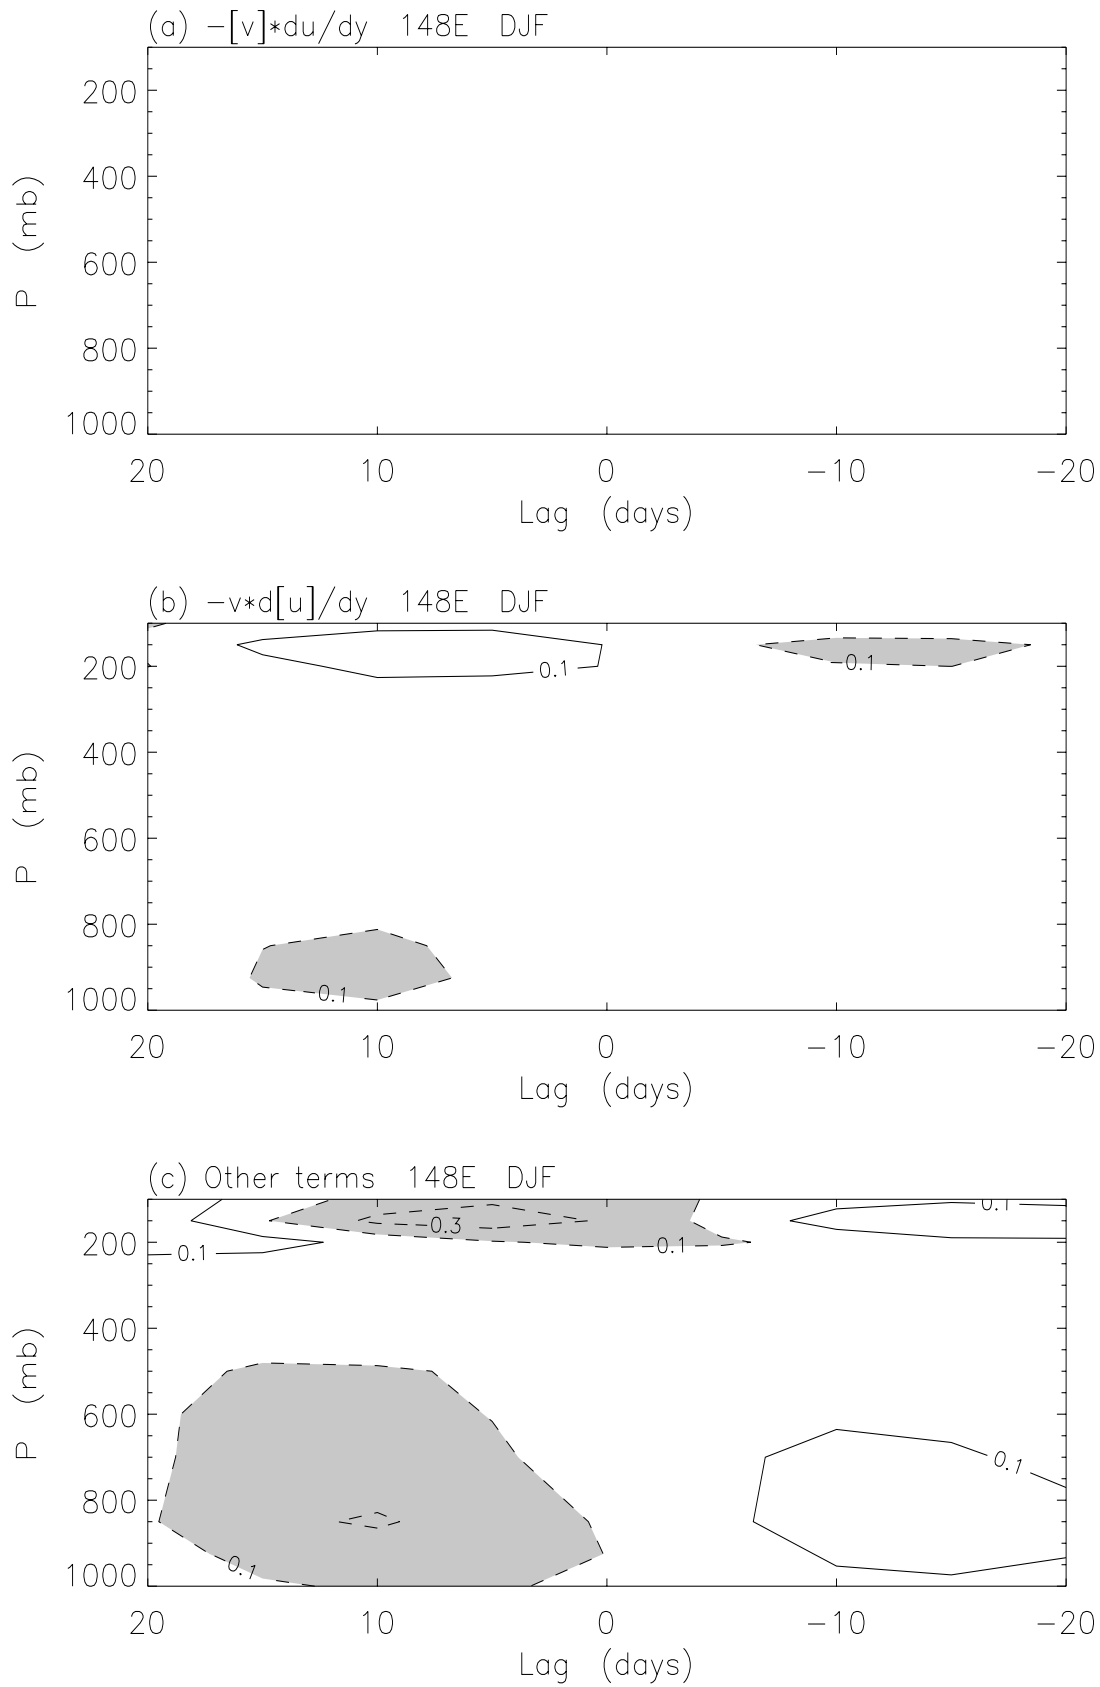 (a) −[v]*du/dy 148E DJF
200
400
600
800
1000
P (mb)
20 10 0 −10 −20
Lag (days)
(b) −v*d[u]/dy 148E DJF
0.1
0.1
200
400
600
800
1000
0.1
P (mb)
20 10 0 −10 −20
Lag (days)
(c) Other terms 148E DJF
0.1
0.3
0.1
0.1
200
400
600
0.1
800
1000
0.1
P (mb)
20 10 0 −10 −20
Lag (days)